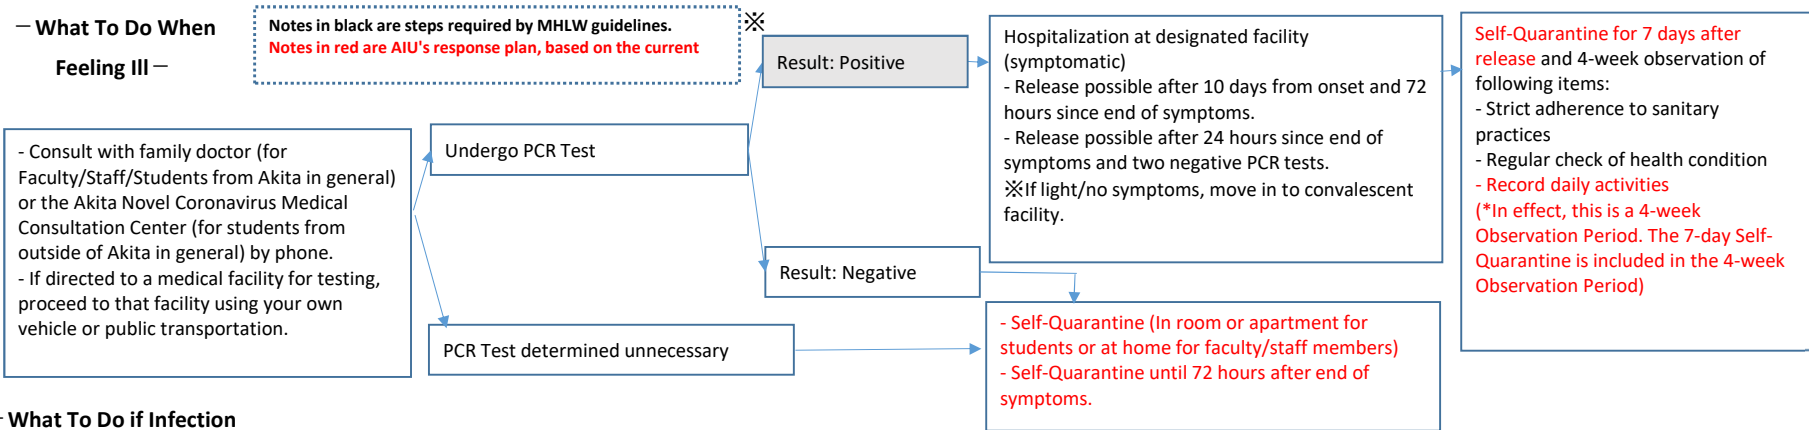 －What To Do When
Feeling Ill－
Notes in black are steps required by MHLW guidelines.
Notes in red are AIU's response plan, based on the current
※
- Consult with family doctor (for
Faculty/Staff/Students from Akita in general)
or the Akita Novel Coronavirus Medical
Consultation Center (for students from
outside of Akita in general) by phone.
- If directed to a medical facility for testing,
proceed to that facility using your own
vehicle or public transportation.
Undergo PCR Test
PCR Test determined unnecessary
Result: Positive
Result: Negative
Hospitalization at designated facility
(symptomatic)
- Release possible after 10 days from onset and 72
hours since end of symptoms.
- Release possible after 24 hours since end of
symptoms and two negative PCR tests.
※If light/no symptoms, move in to convalescent
facility.
- Self-Quarantine (In room or apartment for
students or at home for faculty/staff members)
- Self-Quarantine until 72 hours after end of
symptoms.
Self-Quarantine for 7 days after
release and 4-week observation of
following items:
- Strict adherence to sanitary
practices
- Regular check of health condition
- Record daily activities
(*In effect, this is a 4-week
Observation Period. The 7-day Self-
Quarantine is included in the 4-week
Observation Period)
－What To Do if Infection